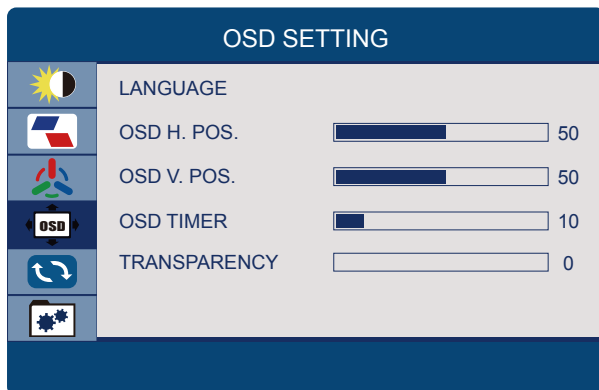 OSD SETTING
LANGUAGE
OSD H. POS. 50
OSD V. POS. 50
OSD
OSD TIMER 10
TRANSPARENCY 0